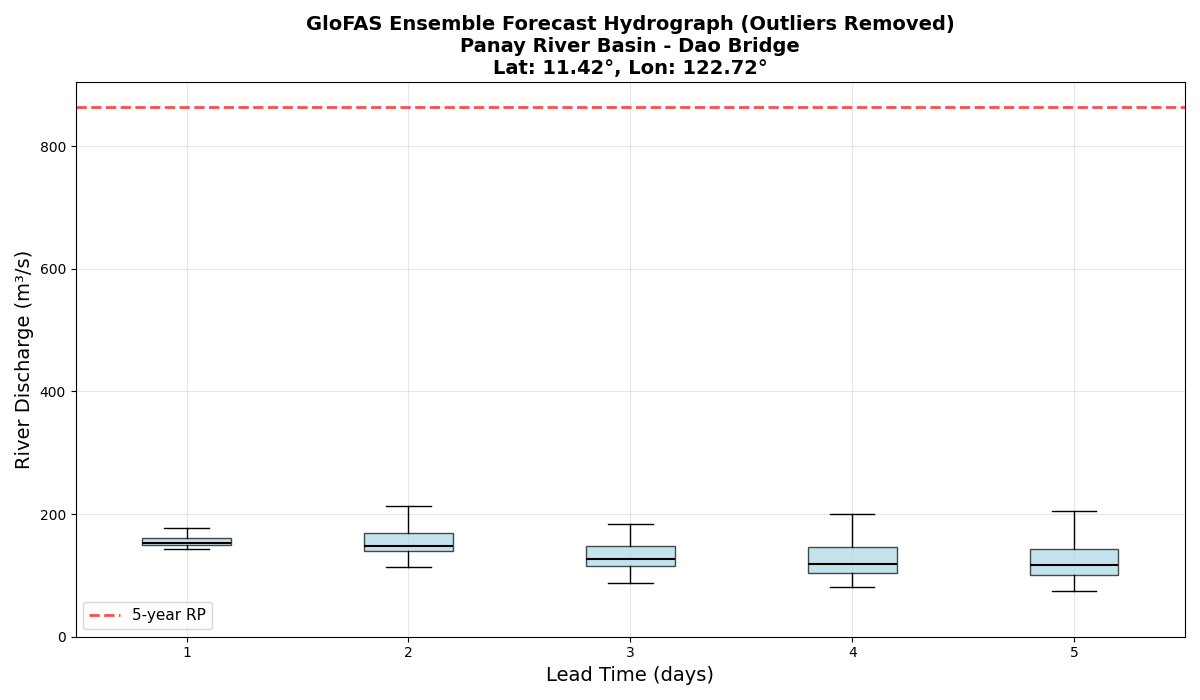 GloFAS Ensemble Forecast Hydrograph (Outliers Removed)
Panay River Basin - Dao Bridge
Lat: 11.42°, Lon: 122.72°
River Discharge (m³/s)
800
600
400
200
0
5-year RP
1 2 3 4 5
Lead Time (days)